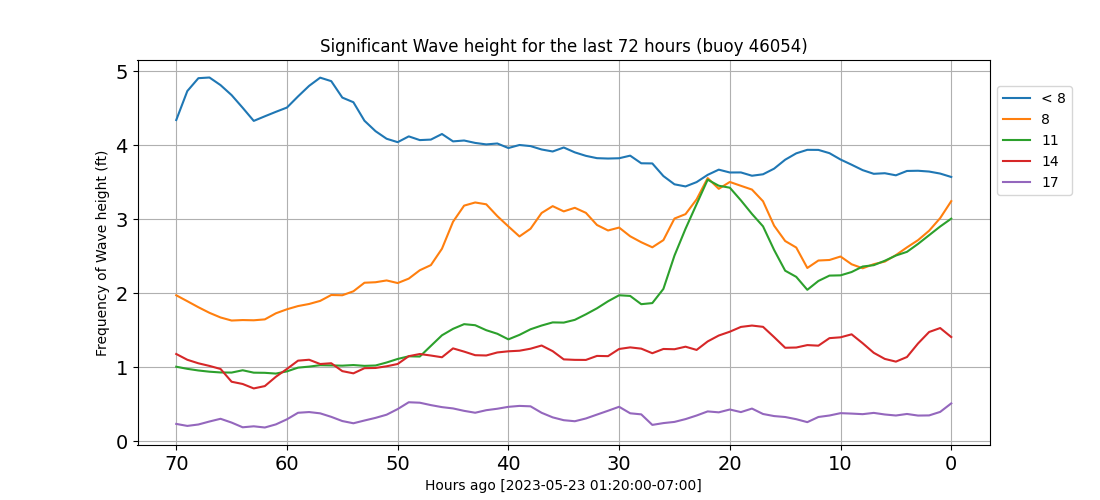 Significant Wave height for the last 72 hours (buoy 46054)
Frequency of Wave height (ft)
5
4
3
2
1
0
70 60 50 40 30 20 10 0
Hours ago [2023-05-23 01:20:00-07:00]
< 8
8
11
14
17